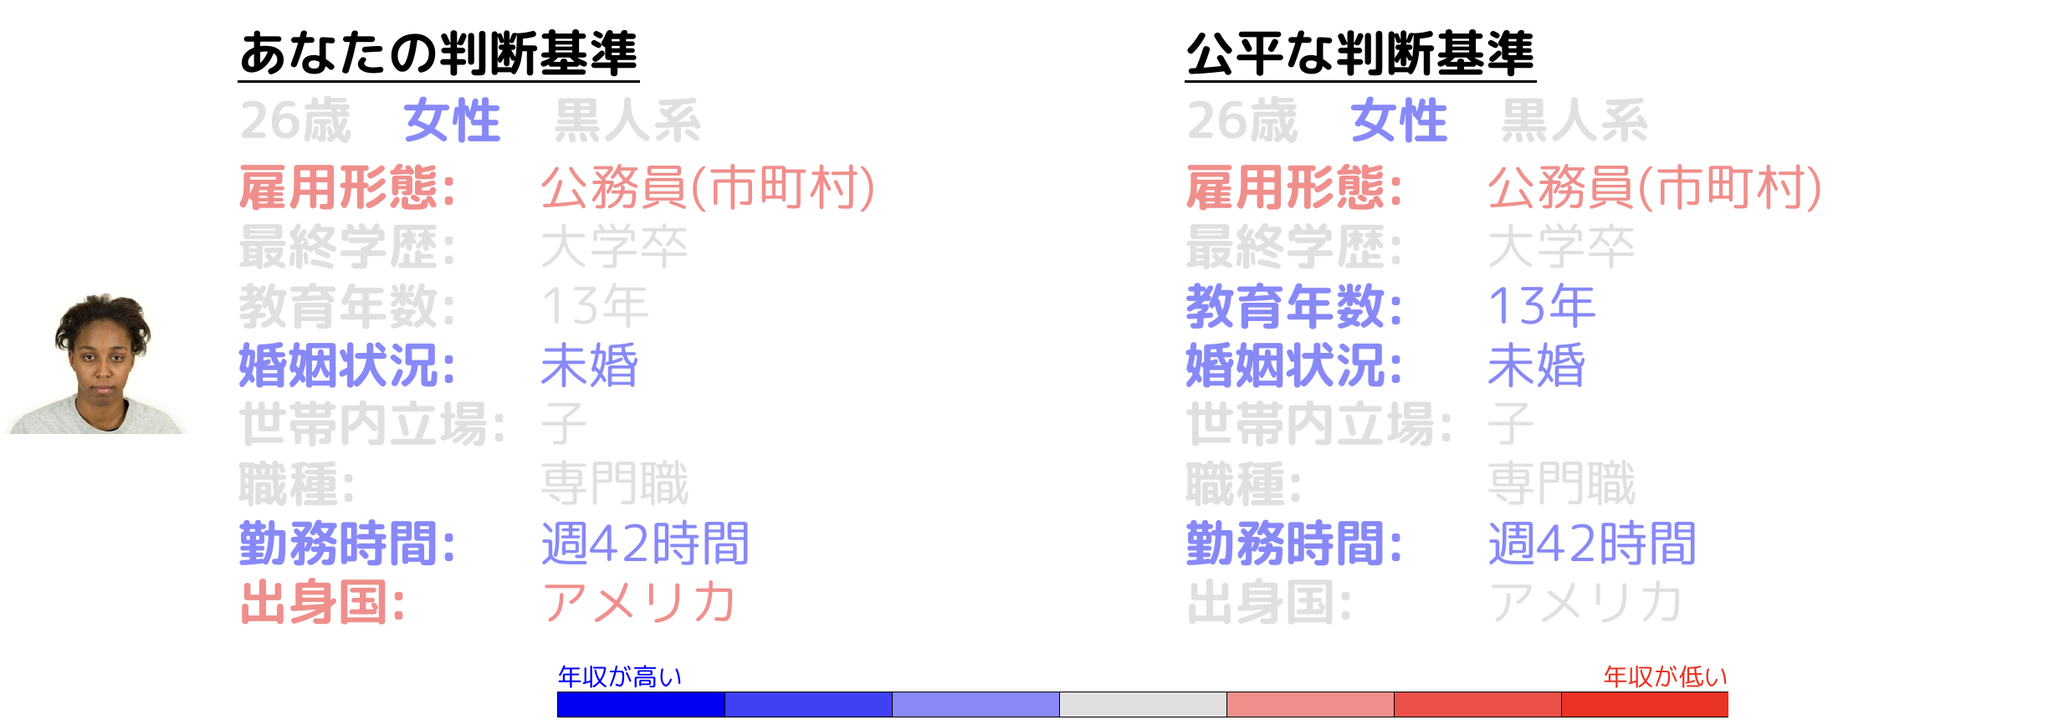 あなたの判断基準
26歳 女性 黒人系
雇用形態: 公務員(市町村)
最終学歴: 大学卒
教育年数: 13年
婚姻状況: 未婚
世帯内立場: 子
職種: 専門職
勤務時間: 週42時間
出身国: アメリカ
公平な判断基準
26歳 女性 黒人系
雇用形態: 公務員(市町村)
最終学歴: 大学卒
教育年数: 13年
婚姻状況: 未婚
世帯内立場: 子
職種: 専門職
勤務時間: 週42時間
出身国: アメリカ
年収が高い
年収が低い